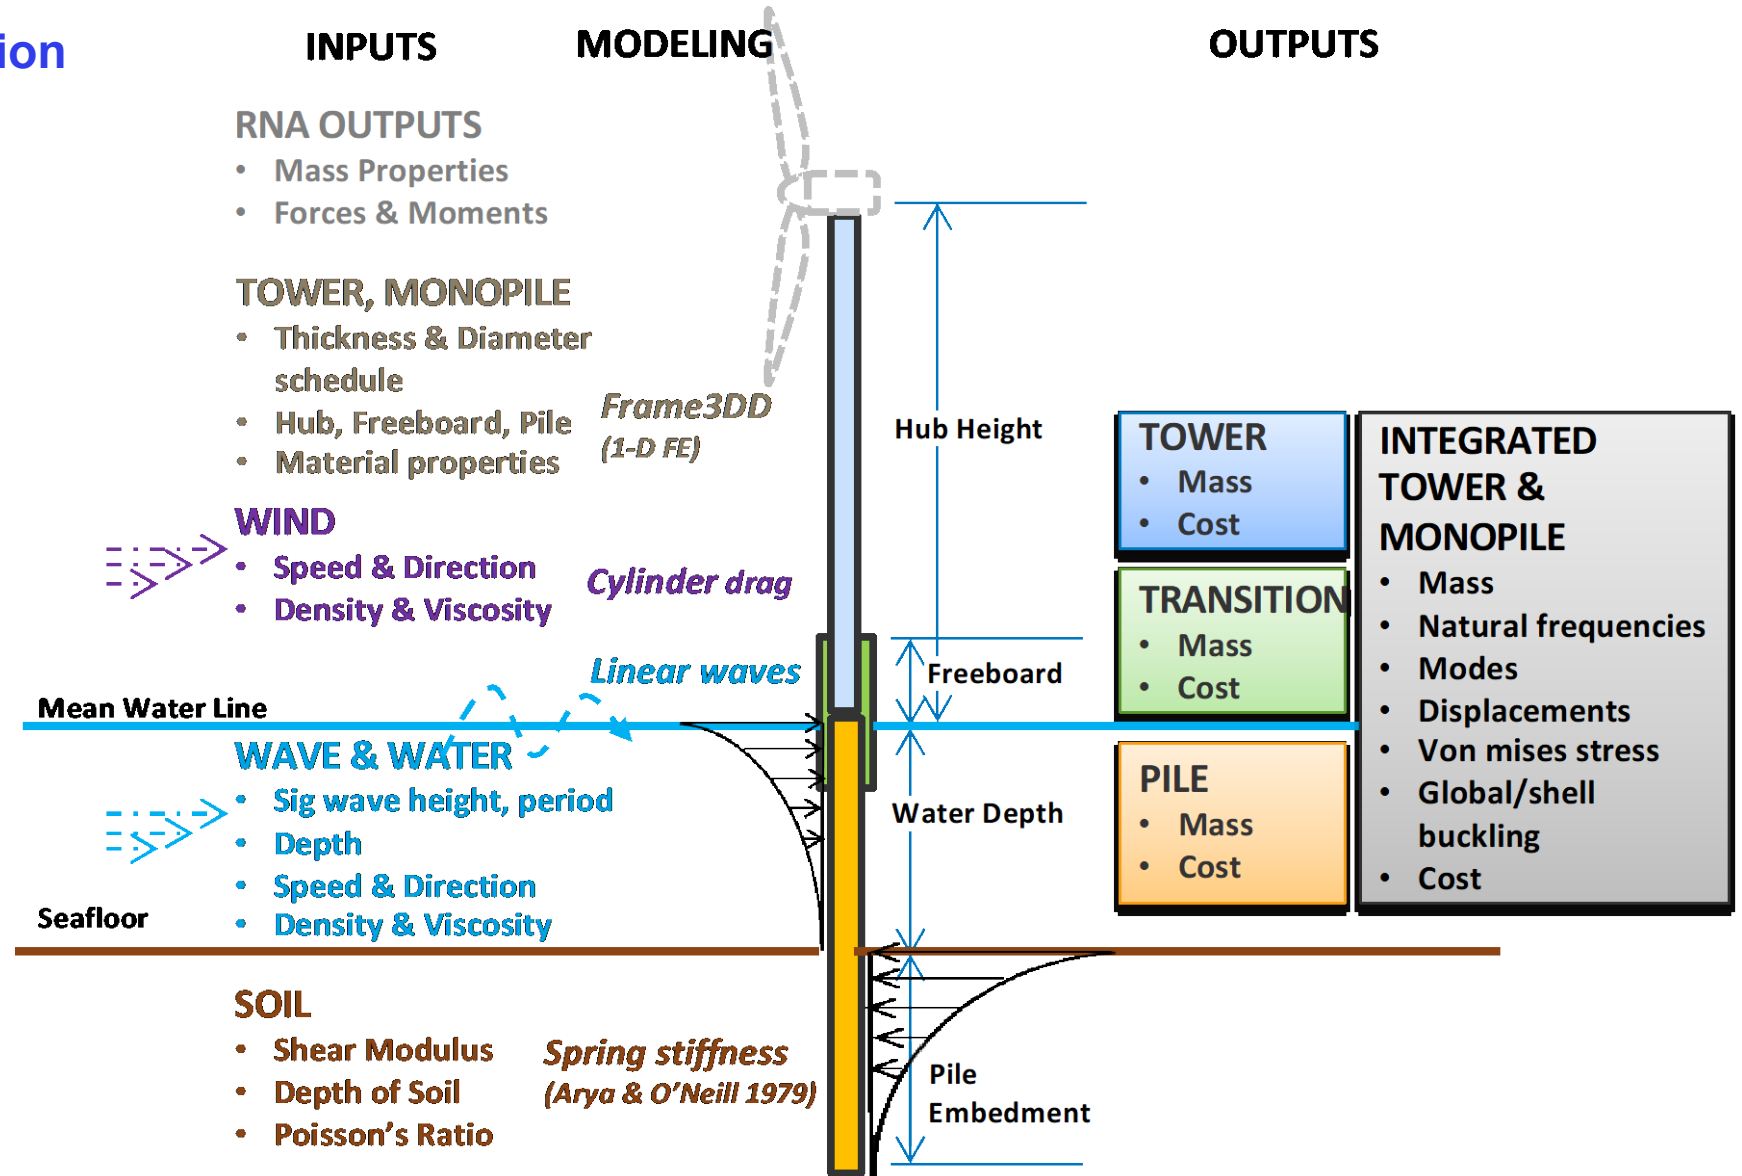 ion
INPUTS
MODELING
OUTPUTS
RNA OUTPUTS
• Mass Properties
• Forces & Moments
TOWER, MONOPILE
• Thickness & Diameter
schedule
• Hub, Freeboard, Pile
• Material properties
Frame3DD
(1-D FE)
WIND
• Speed & Direction
• Density & Viscosity
Cylinder drag
Linear waves
Mean Water Line
WAVE & WATER
• Sig wave height, period
• Depth
• Speed & Direction
• Density & Viscosity
Seafloor
SOIL
• Shear Modulus
• Depth of Soil
• Poisson's Ratio
Spring stiffness
(Arya & O'Neill 1979)
Hub Height
Freeboard
Water Depth
Pile
Embedment
TOWER
• Mass
• Cost
TRANSITION
• Mass
• Cost
PILE
• Mass
• Cost
INTEGRATED
TOWER &
MONOPILE
• Mass
• Natural frequencies
• Modes
• Displacements
• Von mises stress
• Global/shell
buckling
• Cost